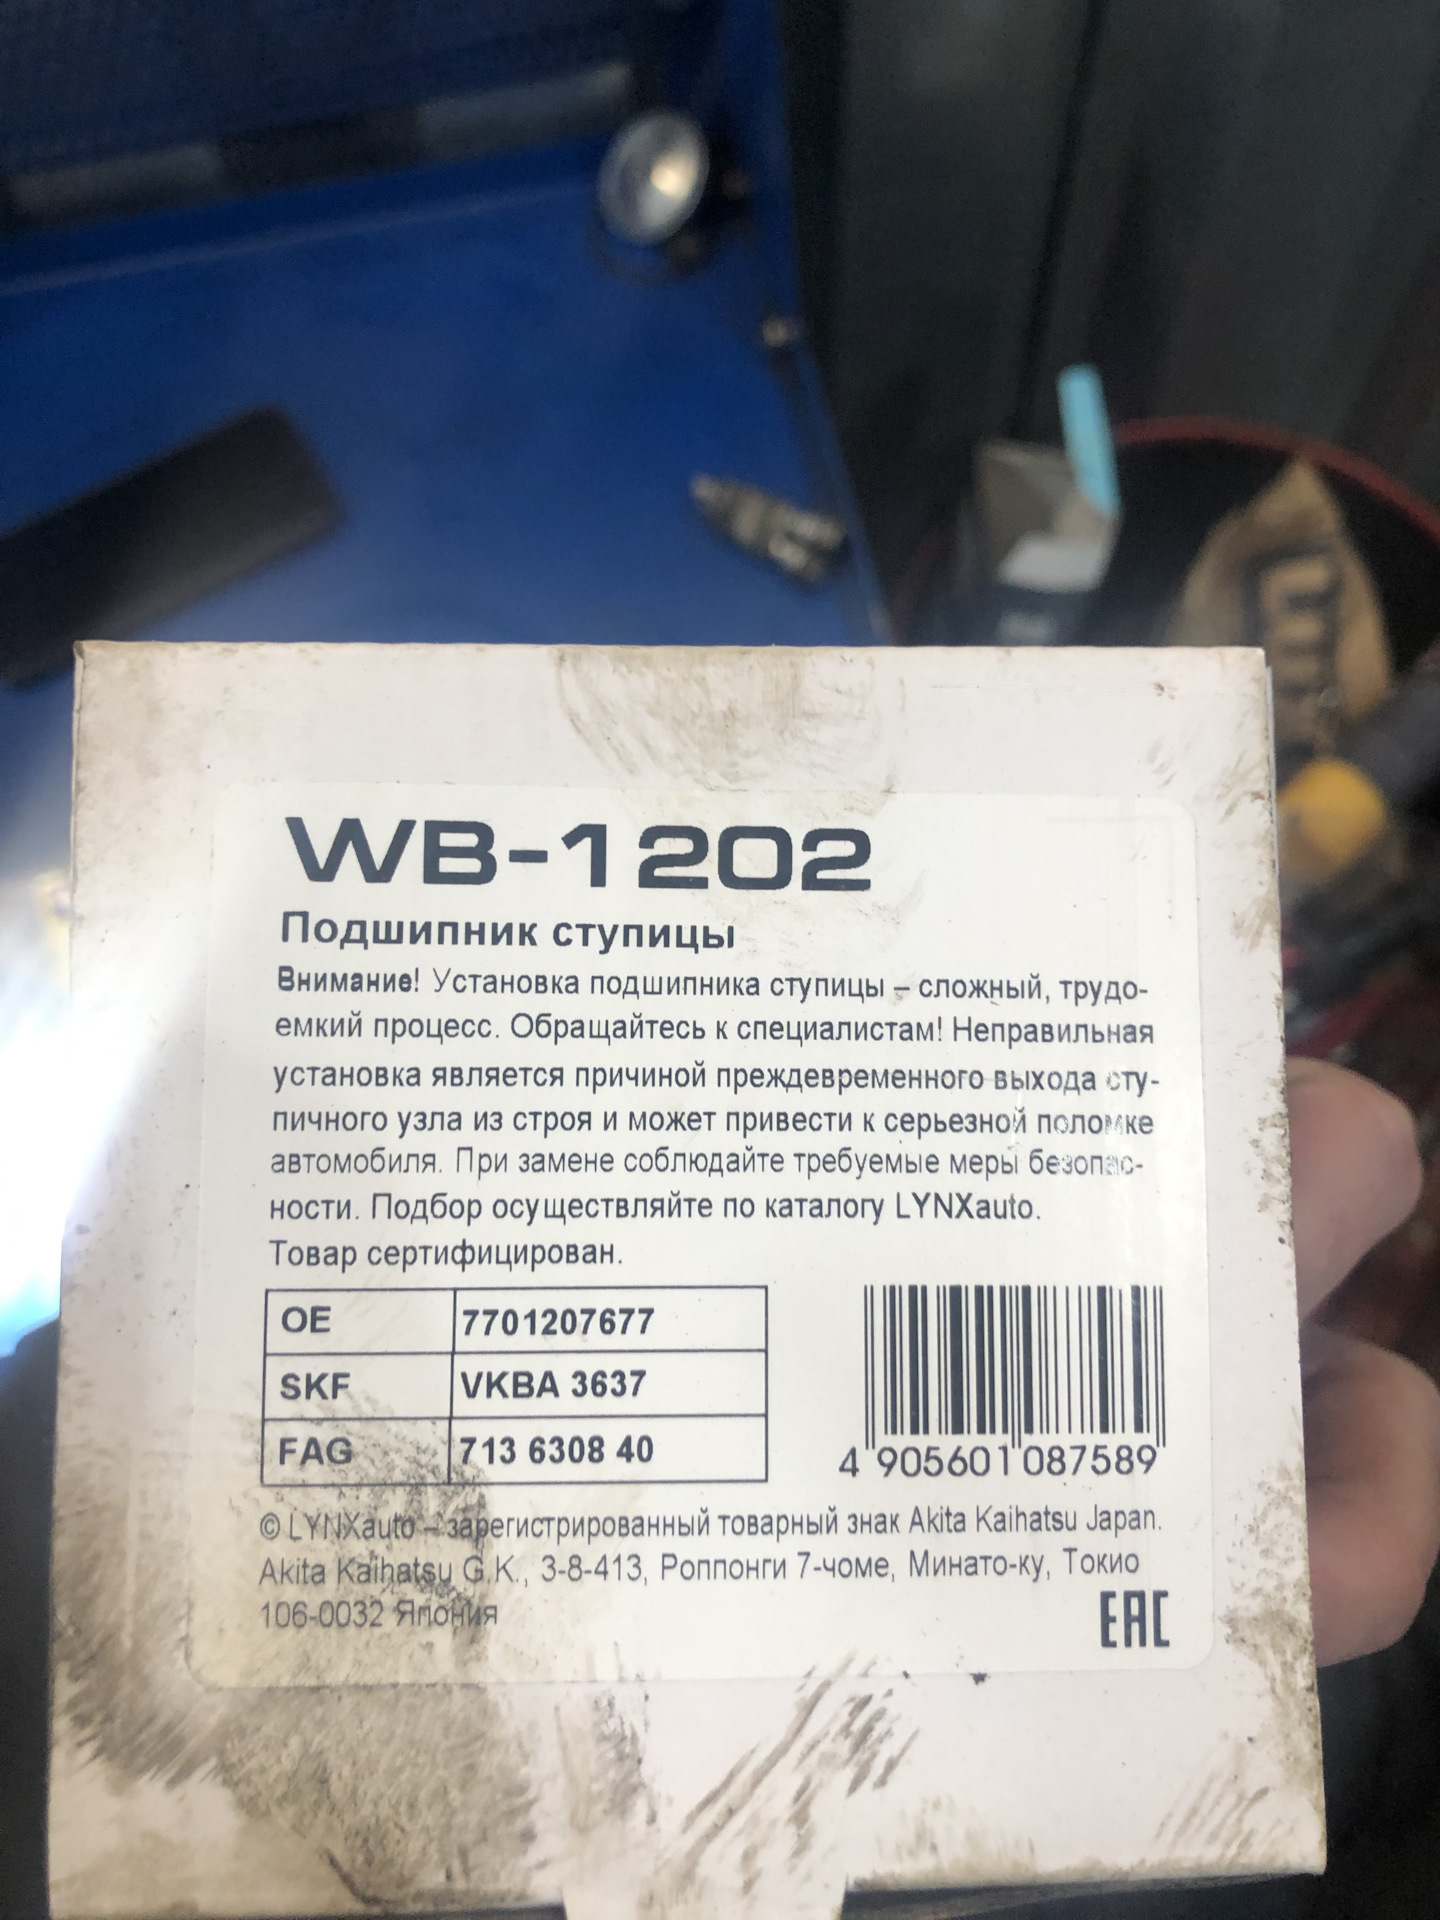 WB-1202
Подшипник ступицы
Внимание! Установка подшипника ступицы – сложный, трудо-
емкий процесс. Обращайтесь к специалистам! Неправильная
установка является причиной преждевременного выхода сту-
пичного узла из строя и может привести к серьезной поломке
автомобиля. При замене соблюдайте требуемые меры безопас-
ности. Подбор осуществляйте по каталогу LYNXauto.
Товар сертифицирован.
OE 7701207677
SKF VKBA 3637
FAG 713 6308 40
4 905601 087589
© LYNXauto – зарегистрированный товарный знак Akita Kaihatsu Japan.
Akita Kaihatsu G.K., 3-8-413, Роппонги 7-чоме, Минато-ку, Токио
106-0032 Япония
EAC